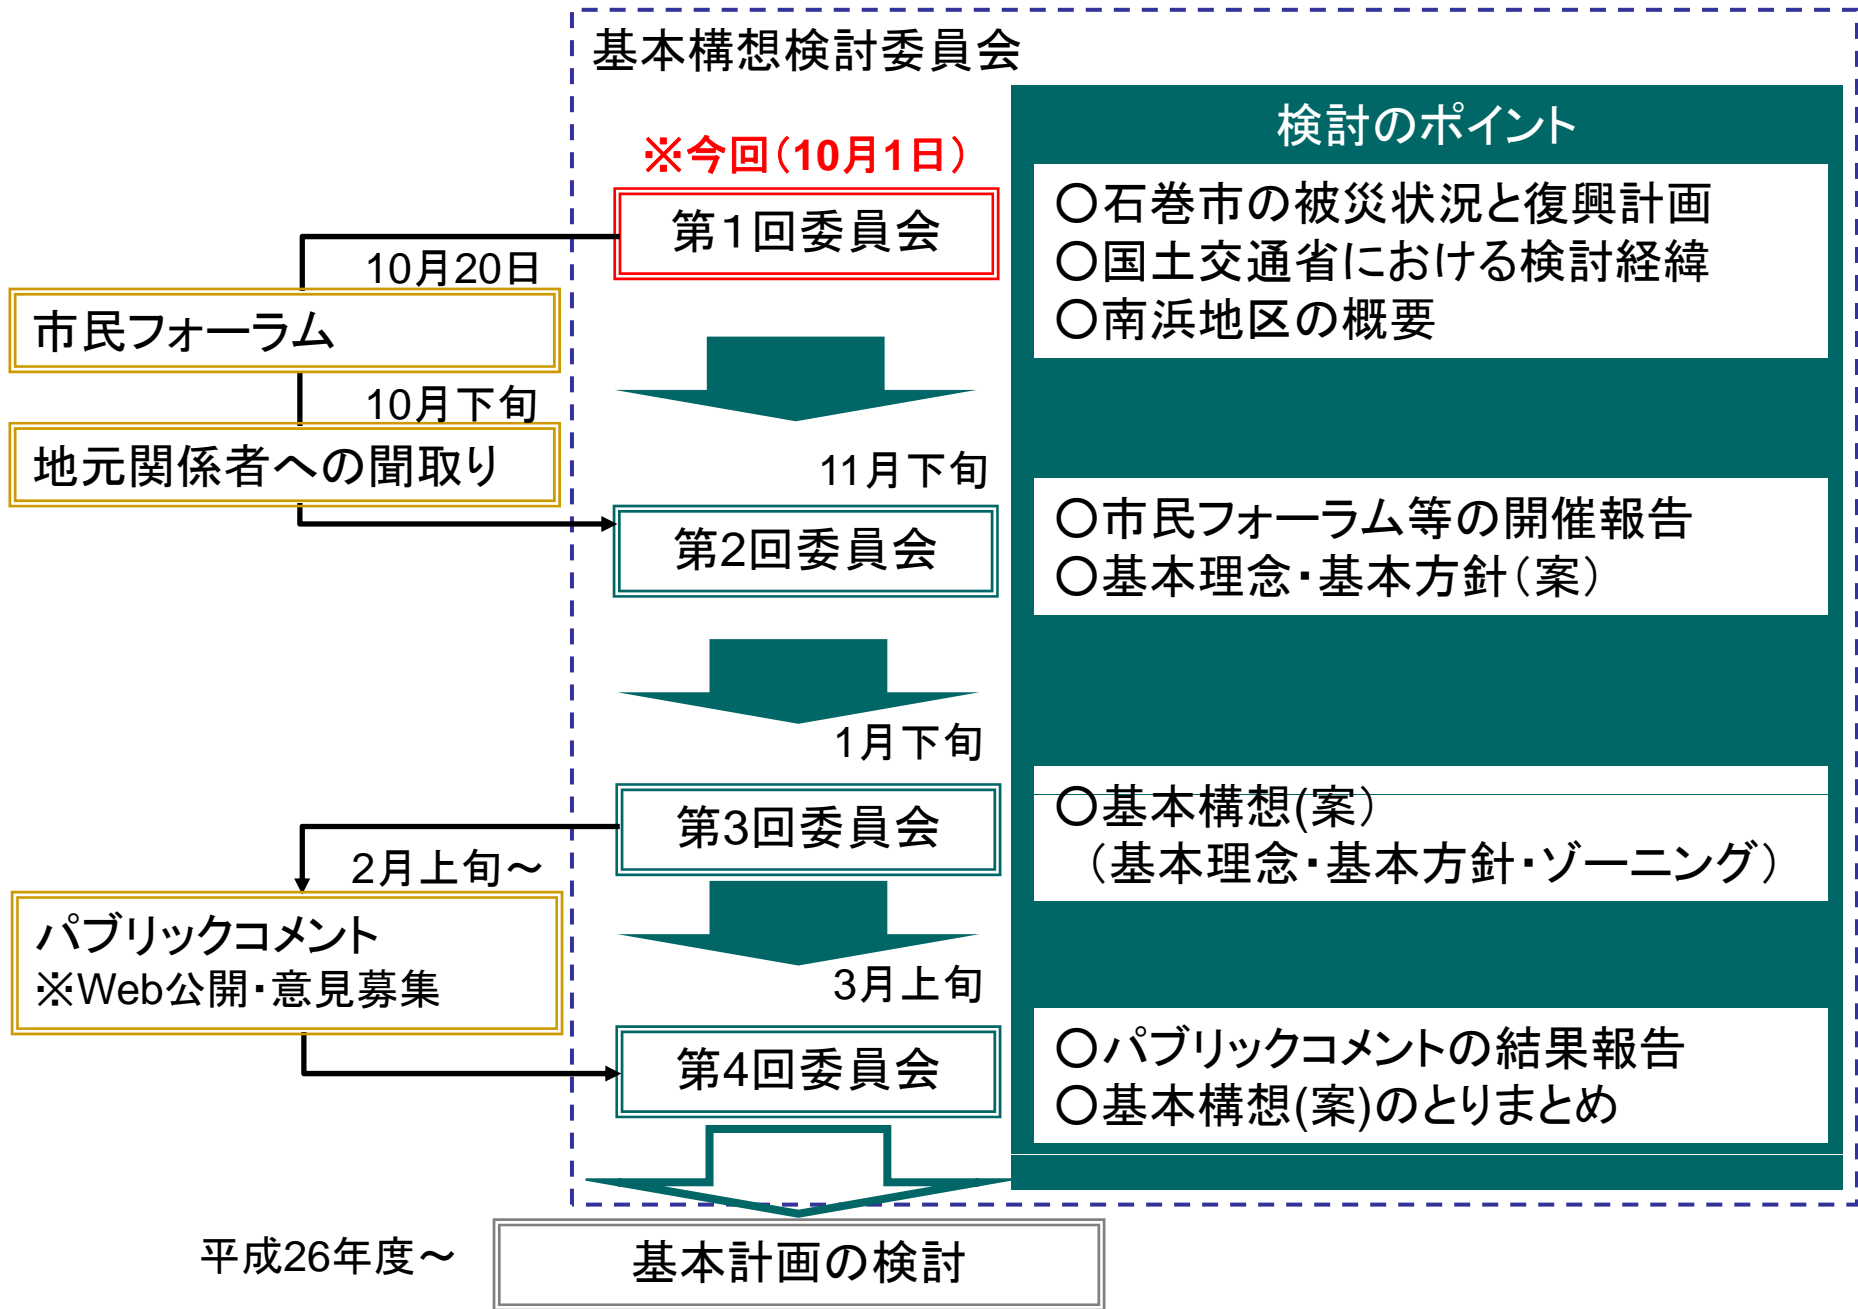 基本構想検討委員会
検討のポイント
※今回（10月1日）
第１回委員会
○石巻市の被災状況と復興計画
○国土交通省における検討経緯
○南浜地区の概要
10月20日
市民フォーラム
10月下旬
地元関係者への聞取り
11月下旬
第2回委員会
○市民フォーラム等の開催報告
○基本理念・基本方針（案）
1月下旬
第3回委員会
○基本構想(案）
（基本理念・基本方針・ゾーニング）
2月上旬～
パブリックコメント
※Web公開・意見募集
3月上旬
第4回委員会
○パブリックコメントの結果報告
○基本構想(案)のとりまとめ
平成26年度～
基本計画の検討